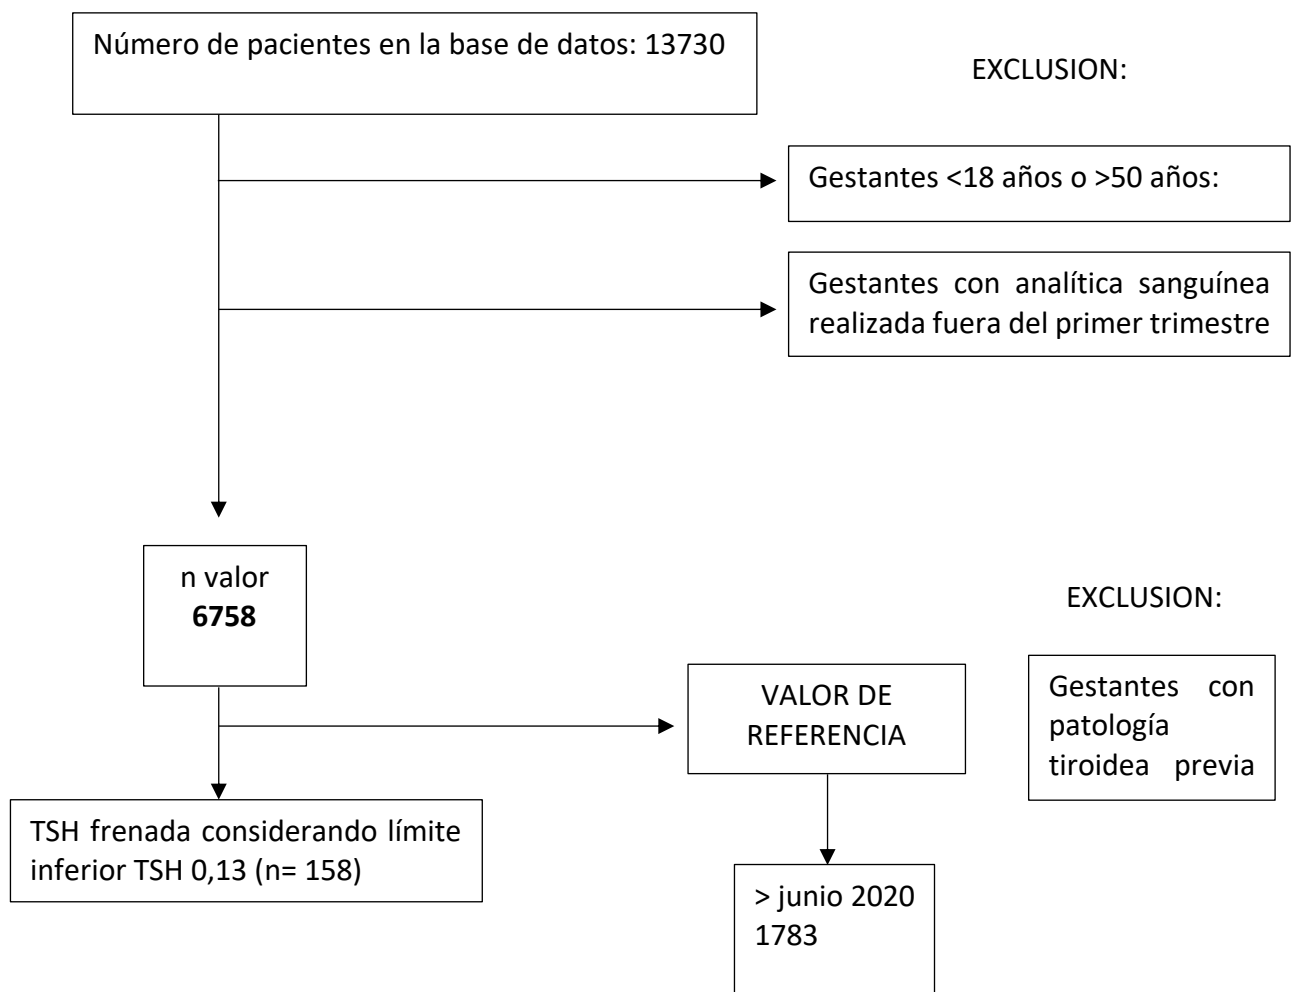 Número de pacientes en la base de datos: 13730
EXCLUSION:
Gestantes <18 años o >50 años:
Gestantes con analítica sanguínea
realizada fuera del primer trimestre
n valor
6758
EXCLUSION:
VALOR DE
REFERENCIA
Gestantes con
patología
tiroidea previa
TSH frenada considerando límite
inferior TSH 0,13 (n= 158)
> junio 2020
1783